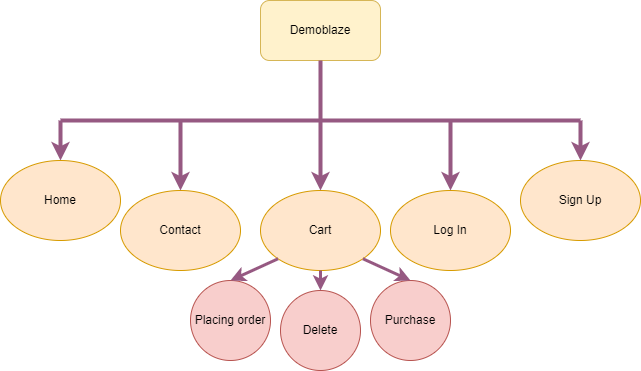 Demoblaze
Home
Contact
Cart
Log In
Sign Up
Placing order
Delete
Purchase